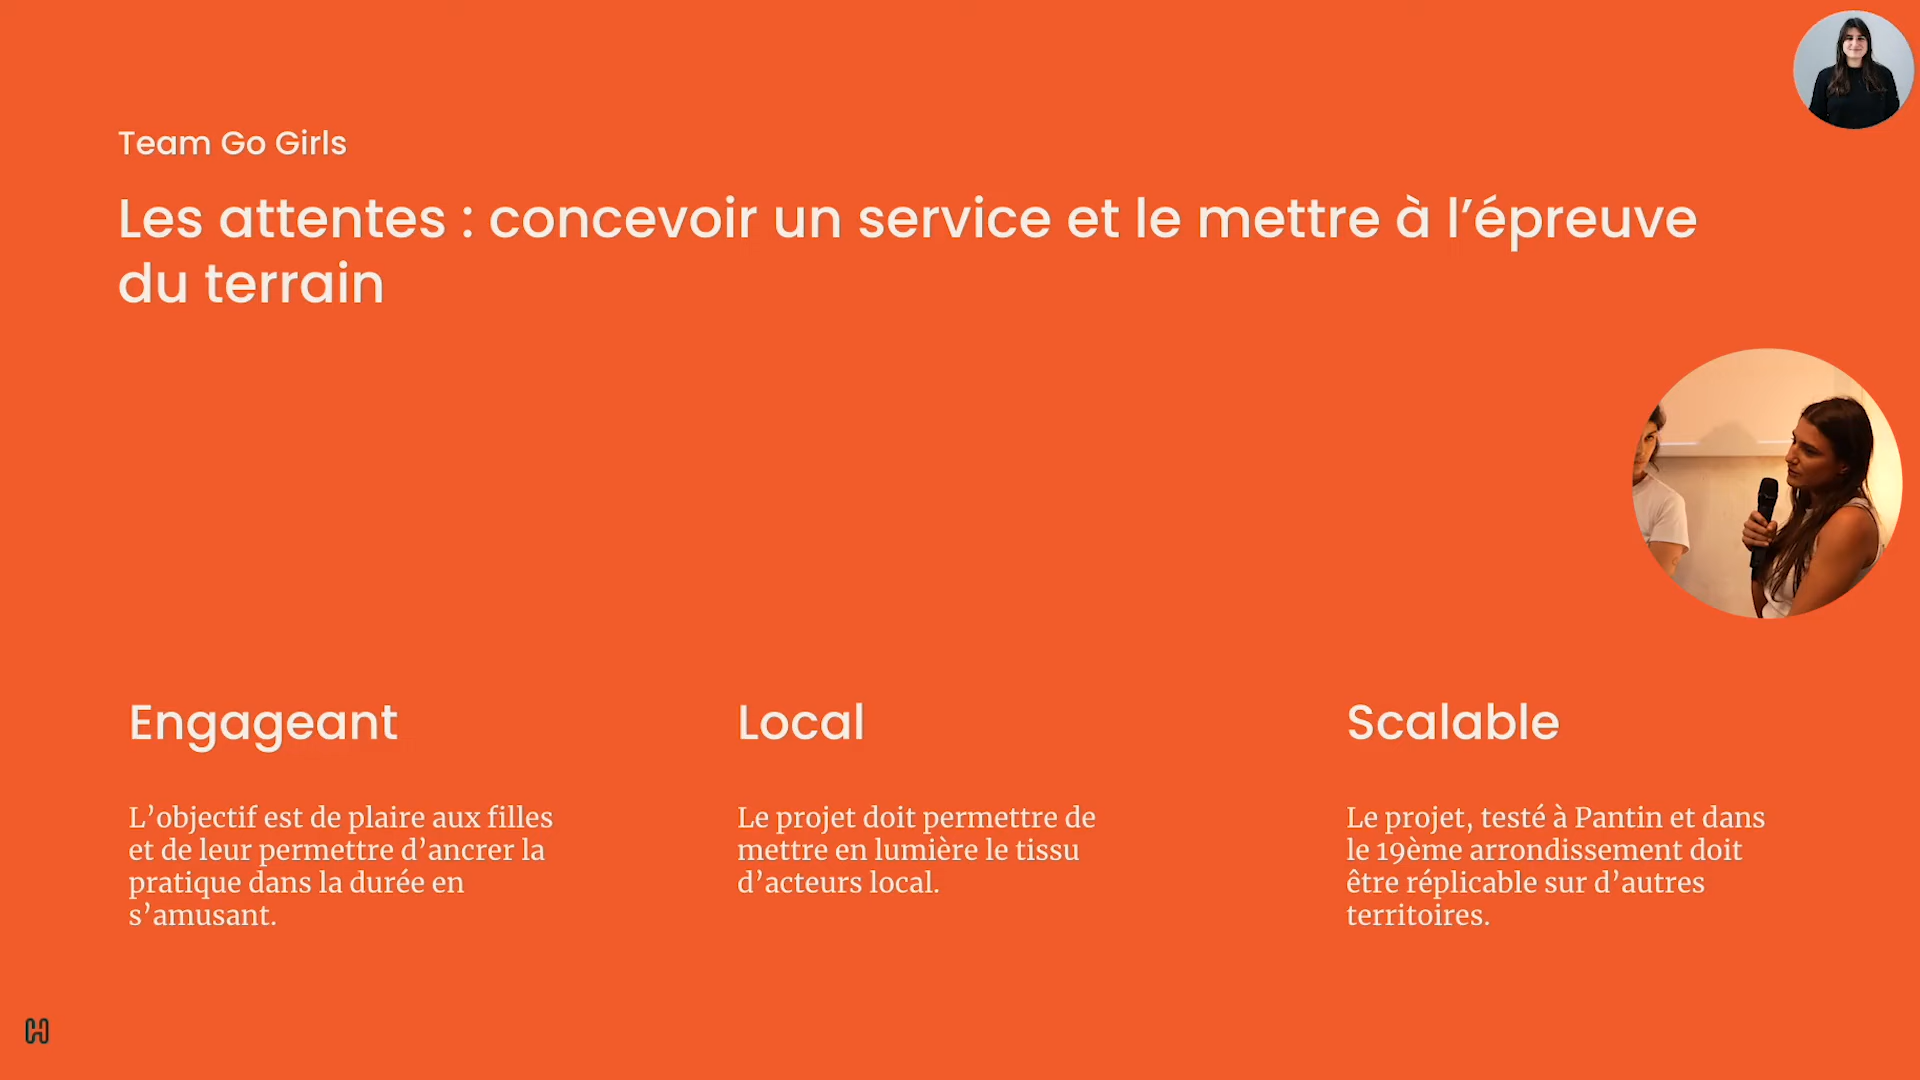 Team Go Girls
Les attentes : concevoir un service et le mettre à l’épreuve
du terrain
Engageant
L’objectif est de plaire aux filles
et de leur permettre d’ancrer la
pratique dans la durée en
s’amusant.
Local
Le projet doit permettre de
mettre en lumière le tissu
d’acteurs local.
Scalable
Le projet, testé à Pantin et dans
le 19ème arrondissement doit
être réplicable sur d’autres
territoires.